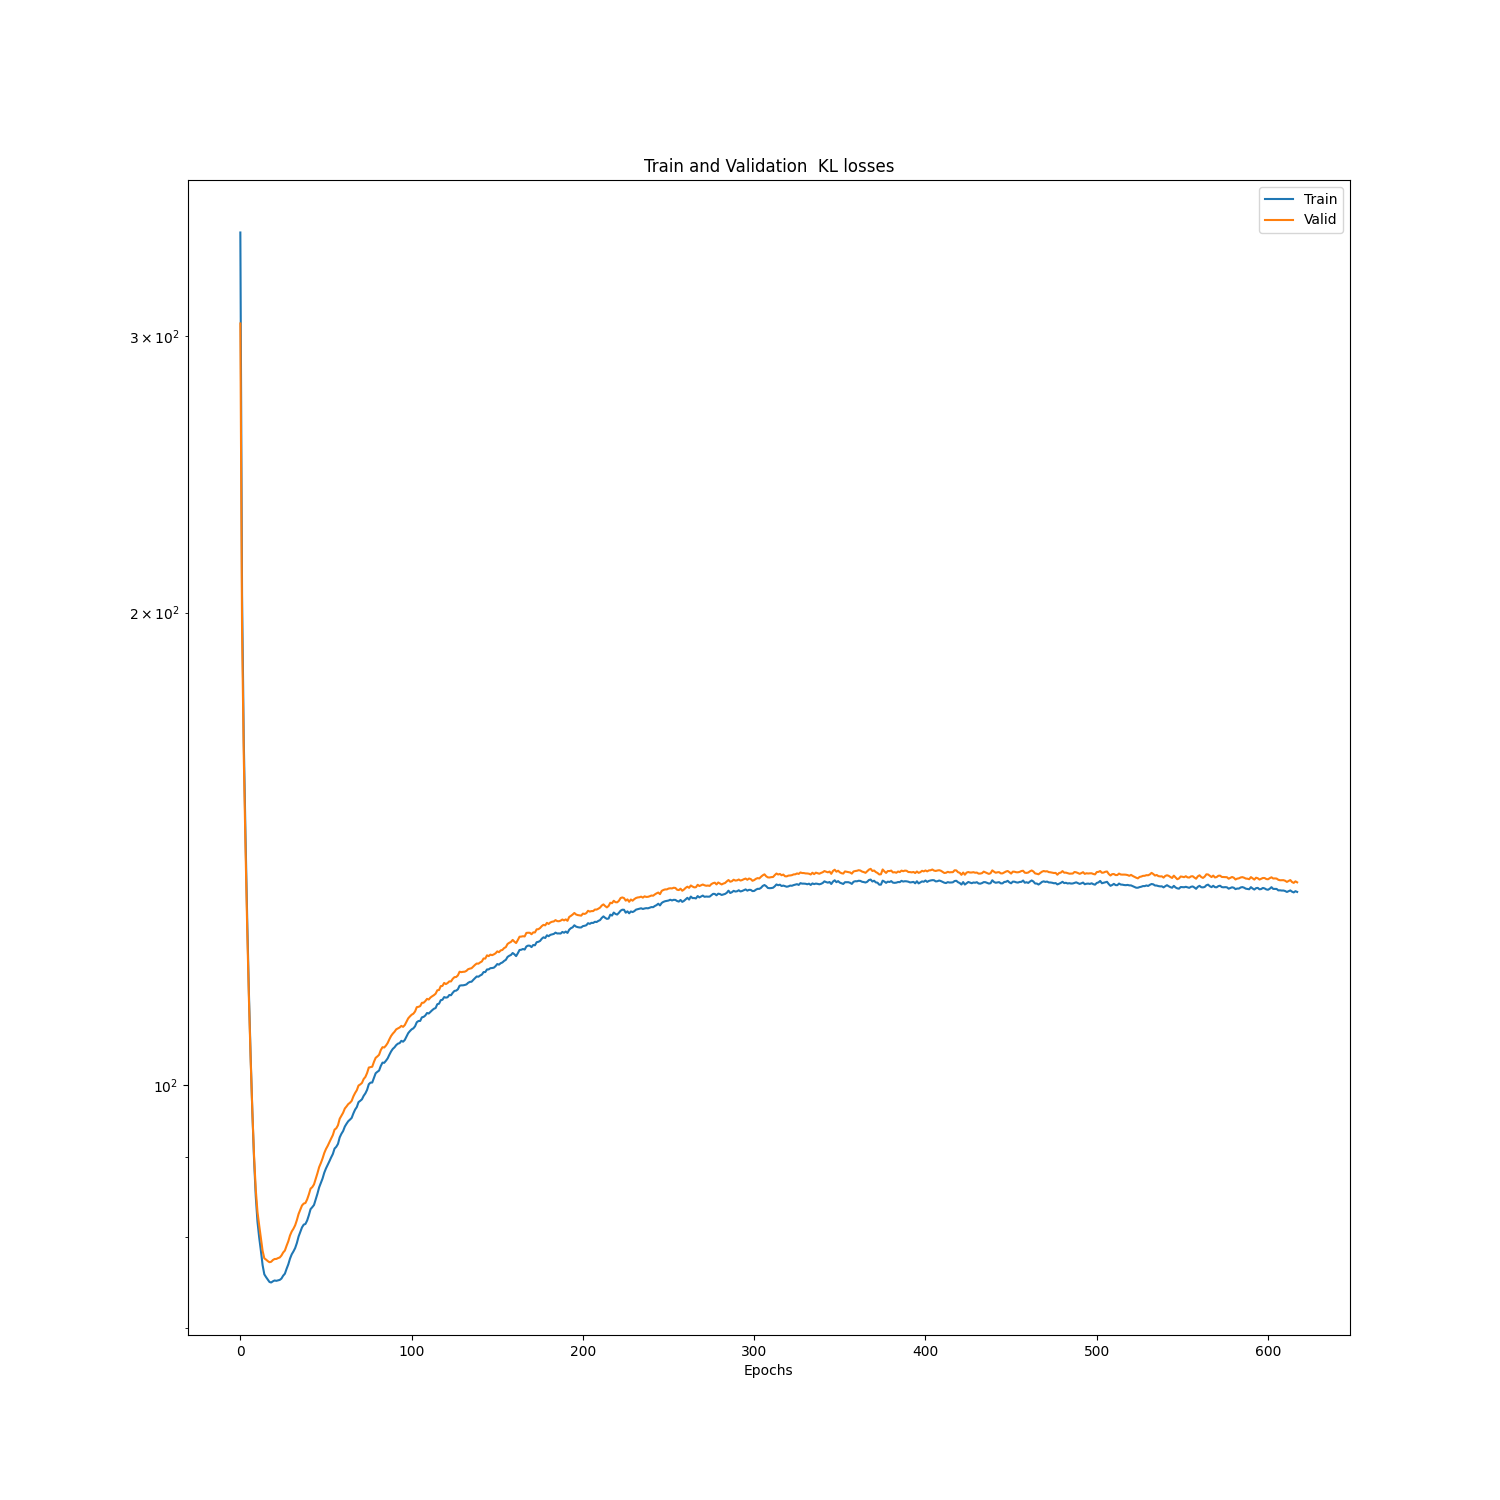 Train and Validation  KL losses
Train
Valid
3 × 10²
2 × 10²
10²
0 100 200 300 400 500 600
Epochs